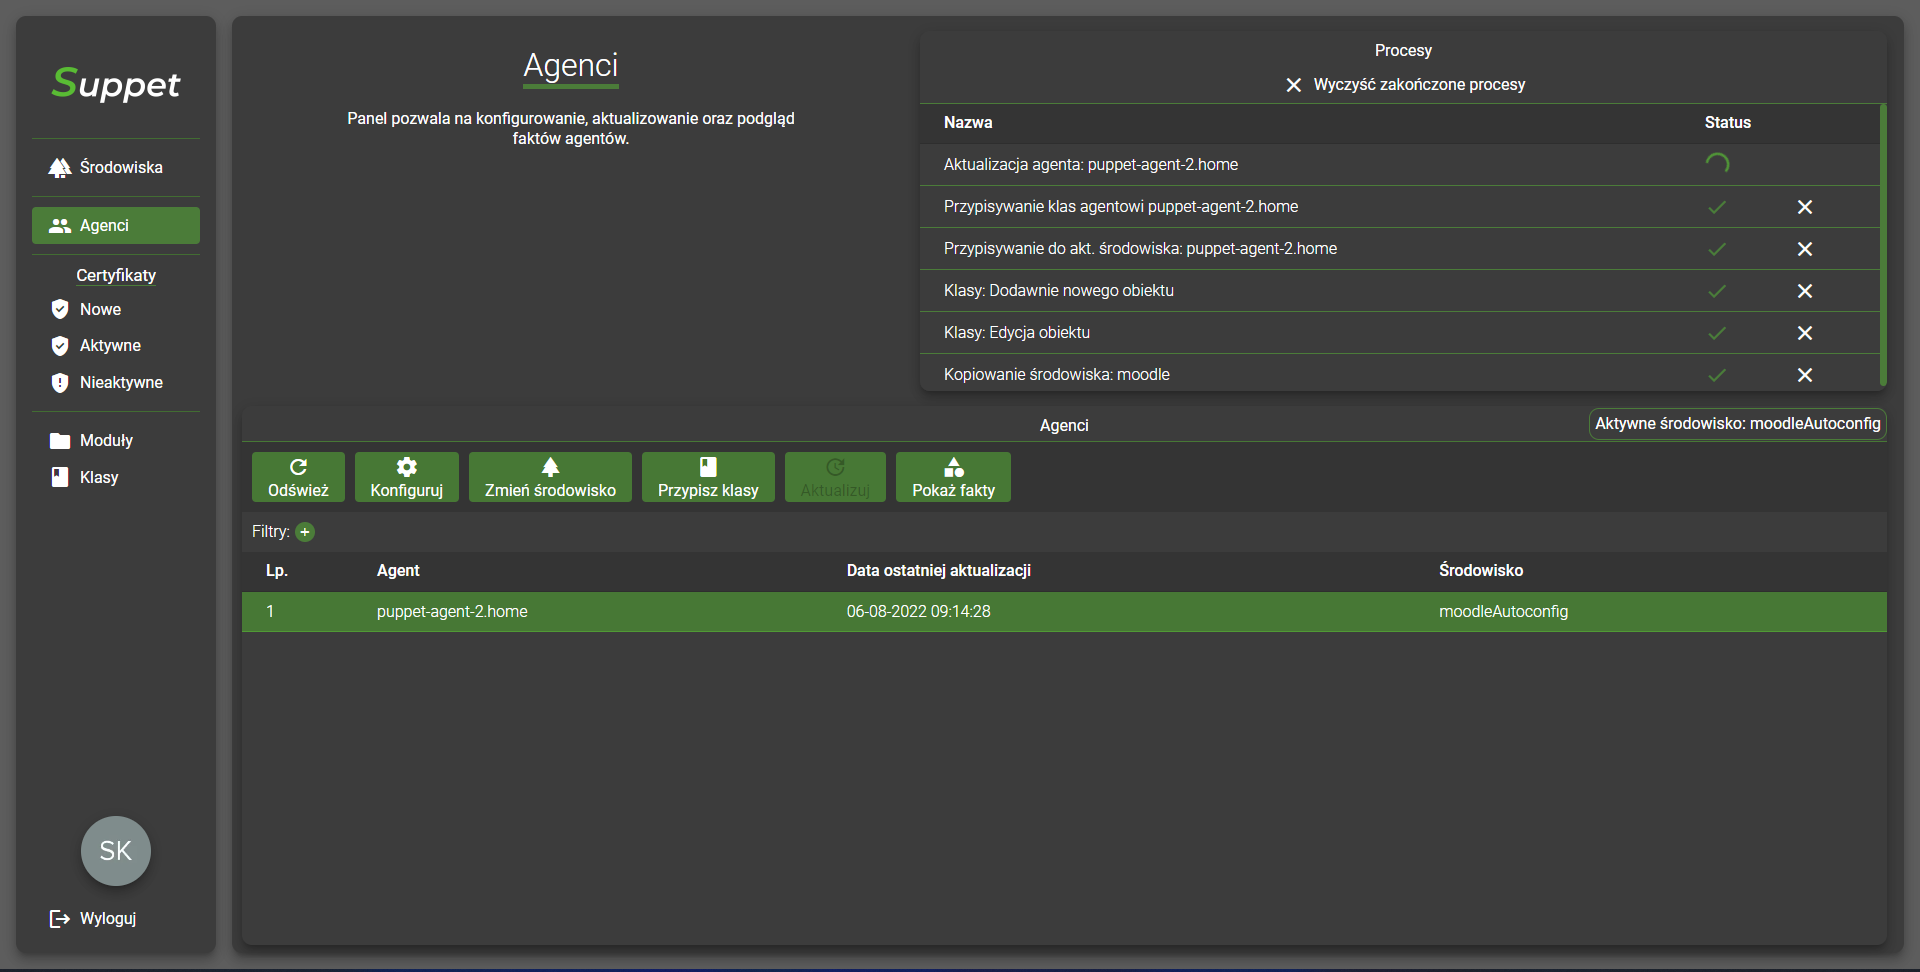 Suppet
Środowiska
Agenci
Certyfikaty
Nowe
Aktywne
Nieaktywne
Moduły
Klasy
SK
Wyloguj
Agenci
Panel pozwala na konfigurowanie, aktualizowanie oraz podgląd
faktów agentów.
Procesy
Wyczyść zakończone procesy
Nazwa Status
Aktualizacja agenta: puppet-agent-2.home
Przypisywanie klas agentowi puppet-agent-2.home
Przypisywanie do akt. środowiska: puppet-agent-2.home
Klasy: Dodawnie nowego obiektu
Klasy: Edycja obiektu
Kopiowanie środowiska: moodle
Agenci
Aktywne środowisko: moodleAutoconfig
Odśwież Konfiguruj Zmień środowisko Przypisz klasy Aktualizuj Pokaż fakty
Filtry: +
Lp. Agent Data ostatniej aktualizacji Środowisko
1 puppet-agent-2.home 06-08-2022 09:14:28 moodleAutoconfig